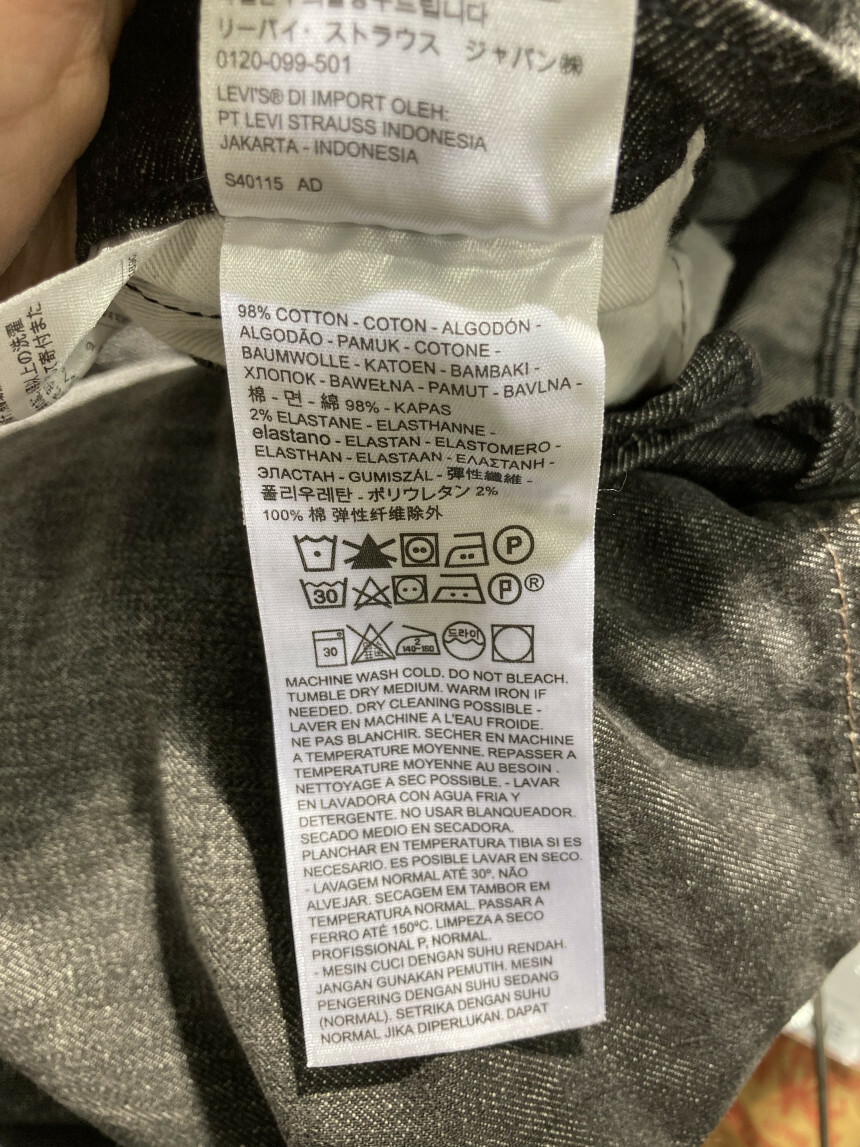 리바이스트라우스
リーバイ・ストラウス ジャパン㈱
0120-099-501
LEVI'S® DI IMPORT OLEH:
PT LEVI STRAUSS INDONESIA
JAKARTA - INDONESIA
S40115 AD
98% COTTON - COTON - ALGODÓN -
ALGODÃO - PAMUK - COTONE -
BAUMWOLLE - KATOEN - BAMBAKI -
ХЛОПОК - BAWEŁNA - PAMUT - BAVLNA -
棉 - 면 - 綿 98% - KAPAS
2% ELASTANE - ELASTHANNE -
elastano - ELASTAN - ELASTOMERO -
ELASTHAN - ELASTAAN - ΕΛΑΣΤΑΝΗ -
ЭЛАСТАН - GUMISZÁL - 彈性纖維 -
폴리우레탄 - ポリウレタン 2%
100% 棉 弹性纤维除外
P
30 P ®
30 2 140-160 드라이
MACHINE WASH COLD. DO NOT BLEACH.
TUMBLE DRY MEDIUM. WARM IRON IF
NEEDED. DRY CLEANING POSSIBLE -
LAVER EN MACHINE A L'EAU FROIDE.
NE PAS BLANCHIR. SECHER EN MACHINE
A TEMPERATURE MOYENNE. REPASSER A
TEMPERATURE MOYENNE AU BESOIN .
NETTOYAGE A SEC POSSIBLE. - LAVAR
EN LAVADORA CON AGUA FRIA Y
DETERGENTE. NO USAR BLANQUEADOR.
SECADO MEDIO EN SECADORA.
PLANCHAR EN TEMPERATURA TIBIA SI ES
NECESARIO. ES POSIBLE LAVAR EN SECO.
- LAVAGEM NORMAL ATÉ 30º. NÃO
ALVEJAR. SECAGEM EM TAMBOR EM
TEMPERATURA NORMAL. PASSAR A
FERRO ATÉ 150ºC. LIMPEZA A SECO
PROFISSIONAL P, NORMAL.
- MESIN CUCI DENGAN SUHU RENDAH.
JANGAN GUNAKAN PEMUTIH. MESIN
PENGERING DENGAN SUHU SEDANG
(NORMAL). SETRIKA DENGAN SUHU
NORMAL JIKA DIPERLUKAN. DAPAT